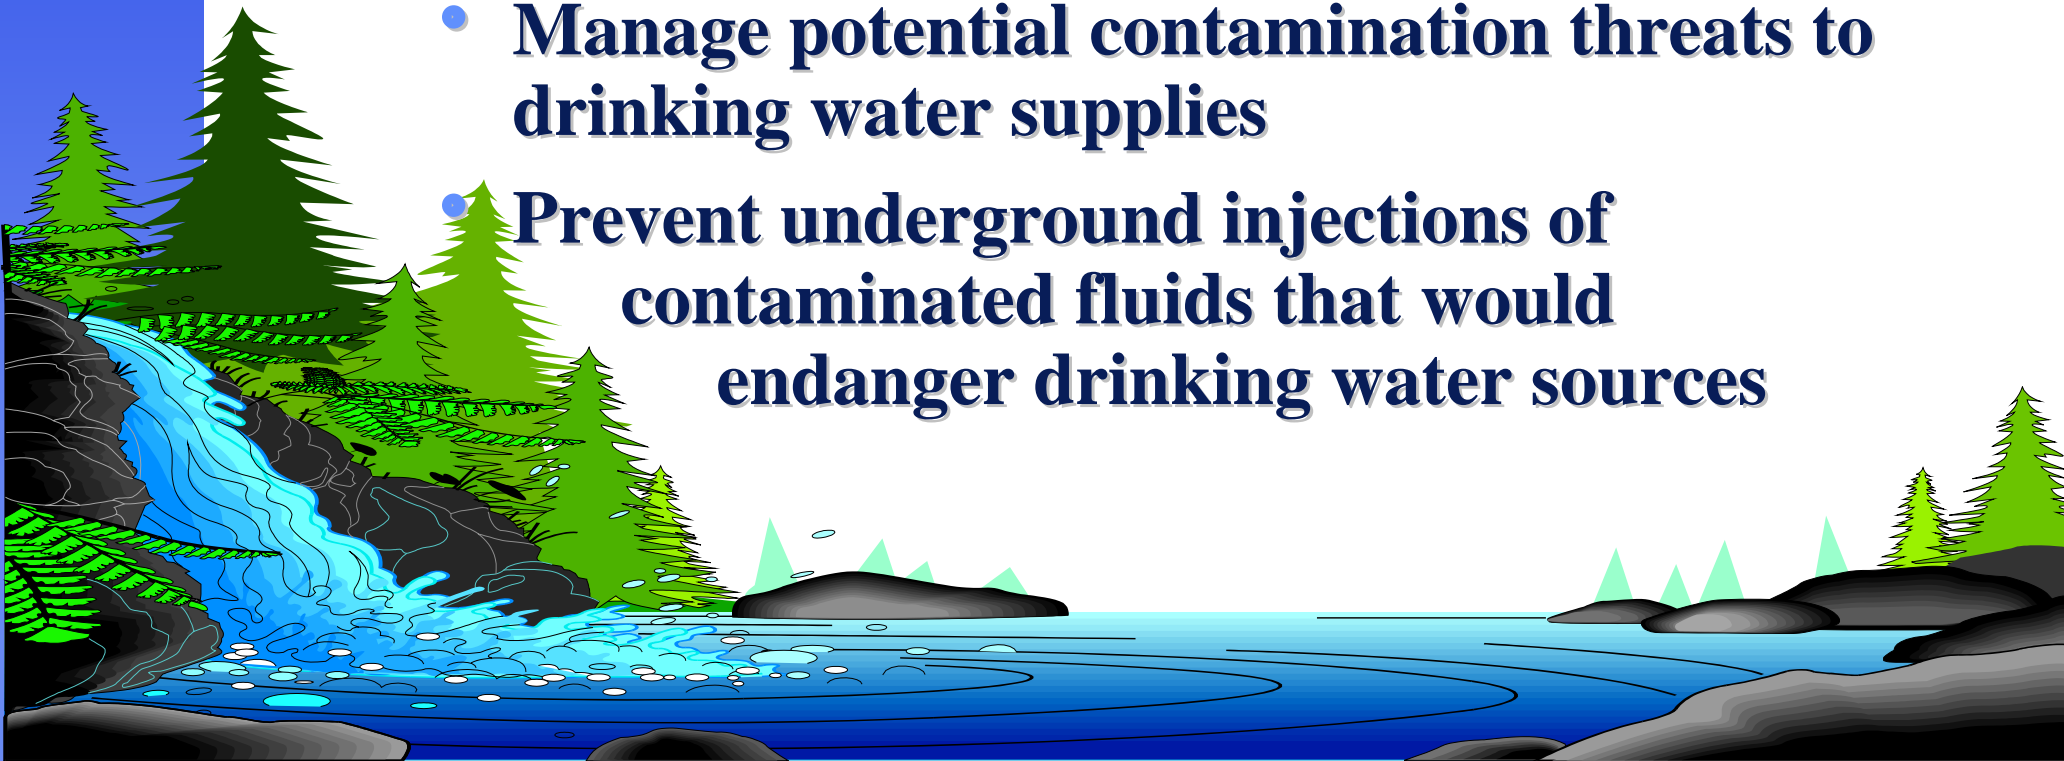 Manage potential contamination threats to
drinking water supplies
Prevent underground injections of
contaminated fluids that would
endanger drinking water sources